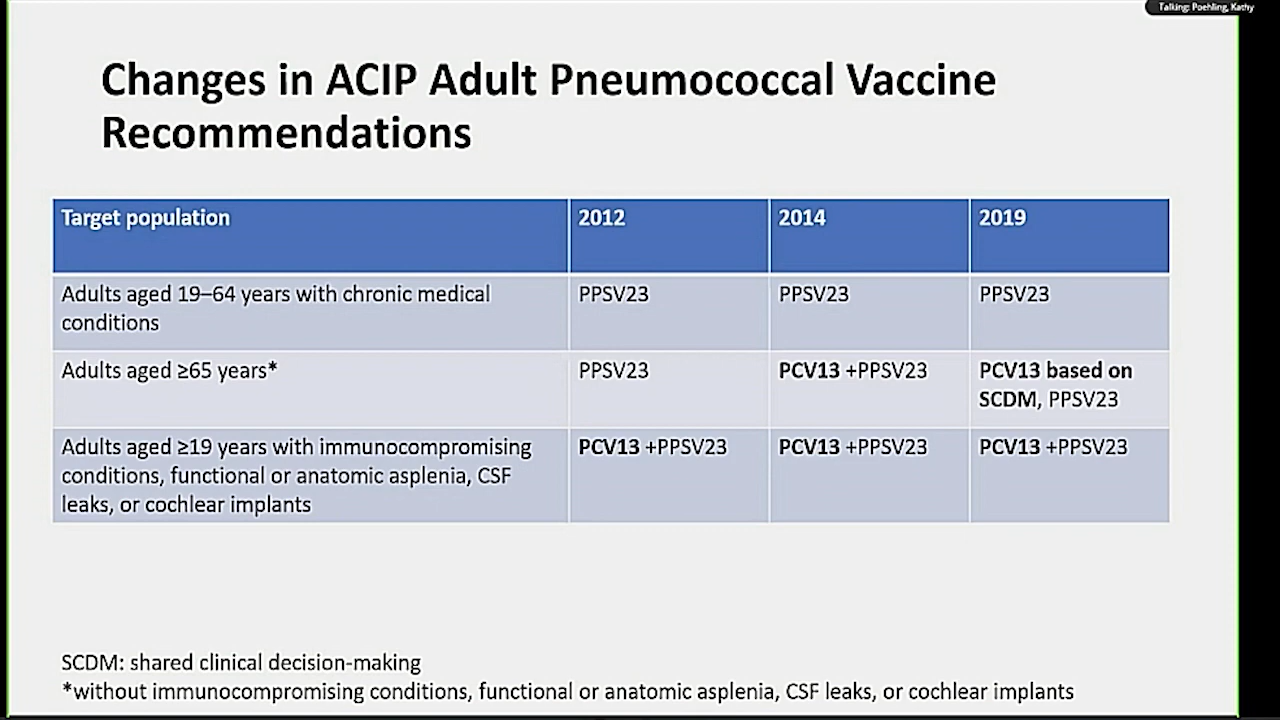 Talking: Poehling, Kathy
Changes in ACIP Adult Pneumococcal Vaccine
Recommendations
Target population 2012 2014 2019
Adults aged 19–64 years with chronic medical
conditions
PPSV23 PPSV23 PPSV23
Adults aged ≥65 years*
PPSV23 PCV13 +PPSV23 PCV13 based on
SCDM, PPSV23
Adults aged ≥19 years with immunocompromising
conditions, functional or anatomic asplenia, CSF
leaks, or cochlear implants
PCV13 +PPSV23 PCV13 +PPSV23 PCV13 +PPSV23
SCDM: shared clinical decision-making
*without immunocompromising conditions, functional or anatomic asplenia, CSF leaks, or cochlear implants